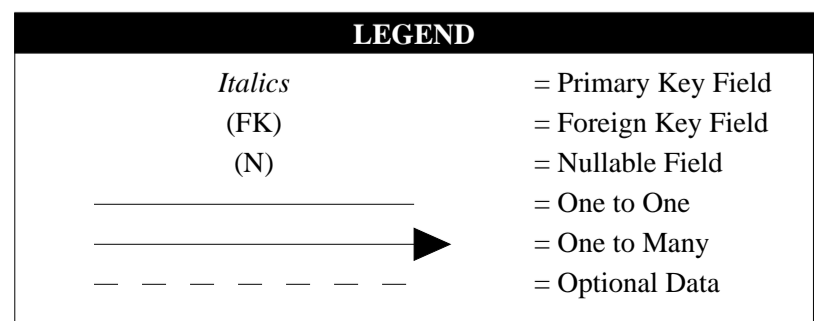 LEGEND
Italics = Primary Key Field
(FK) = Foreign Key Field
(N) = Nullable Field
= One to One
= One to Many
= Optional Data